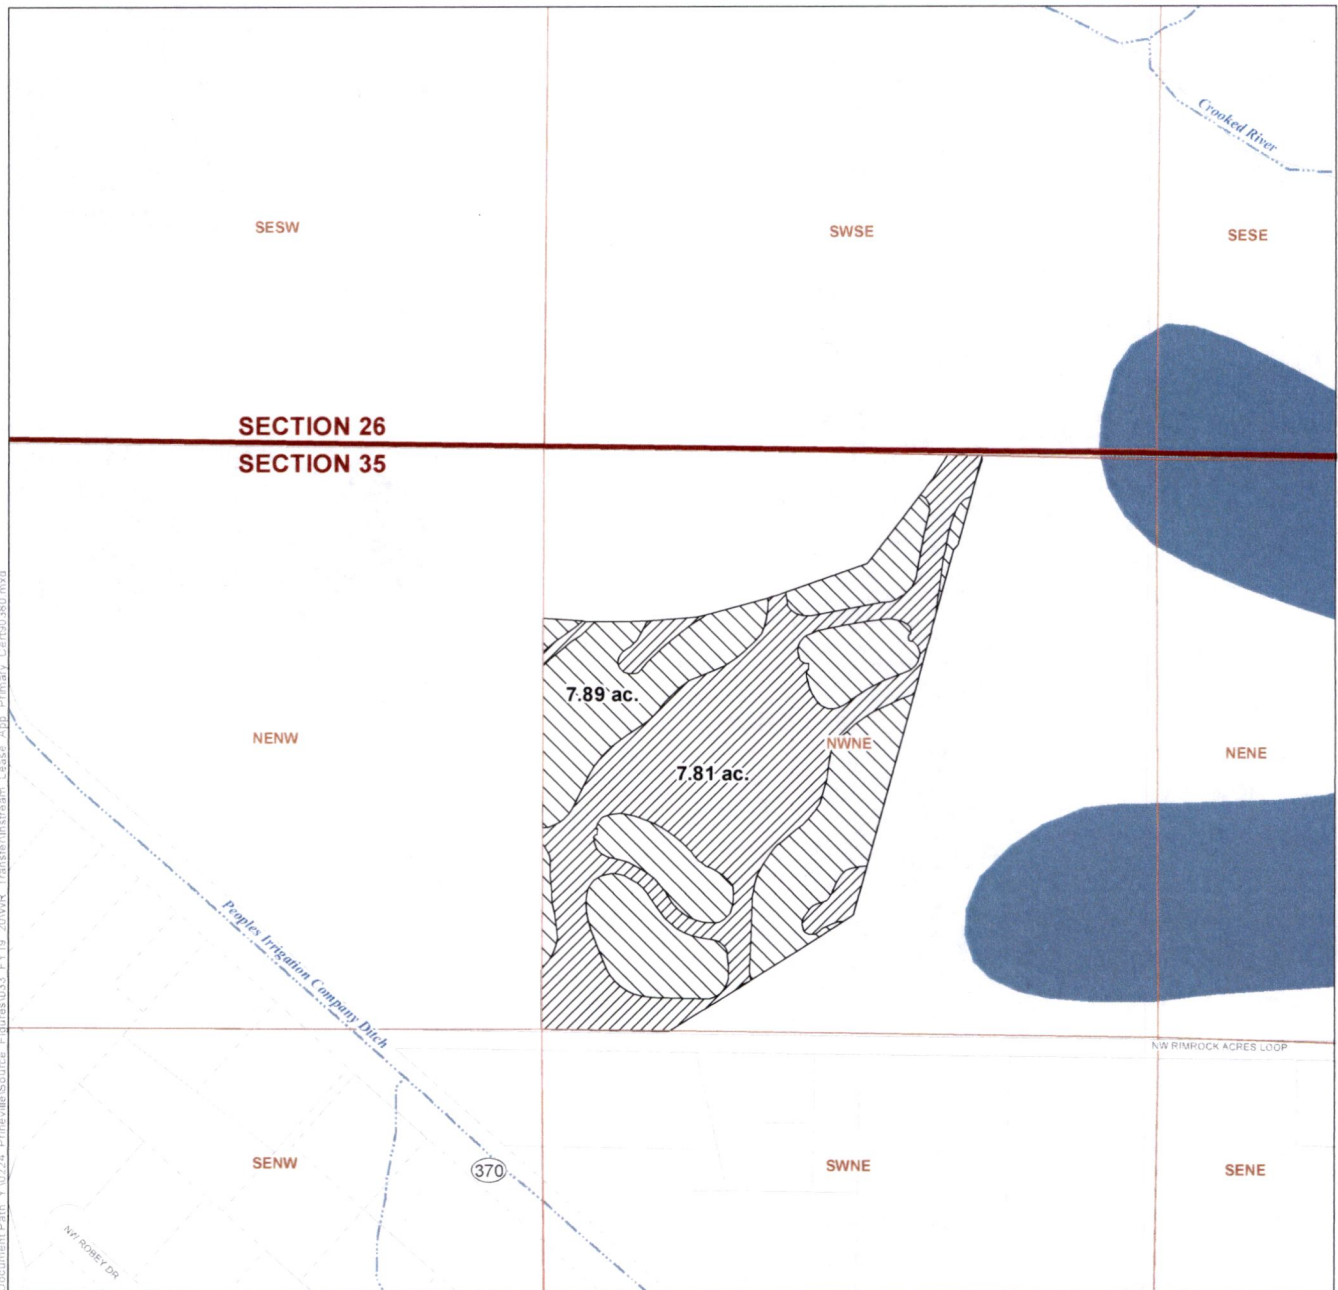 Crooked River
SESW
SWSE
SESE
SECTION 26
SECTION 35
7.89 ac.
NENW
NWNE
NENE
7.81 ac.
Peoples Irrigation Company Ditch
NW RIMROCK ACRES LOOP
SENW
370
SWNE
SENE
NW ROBEY DR